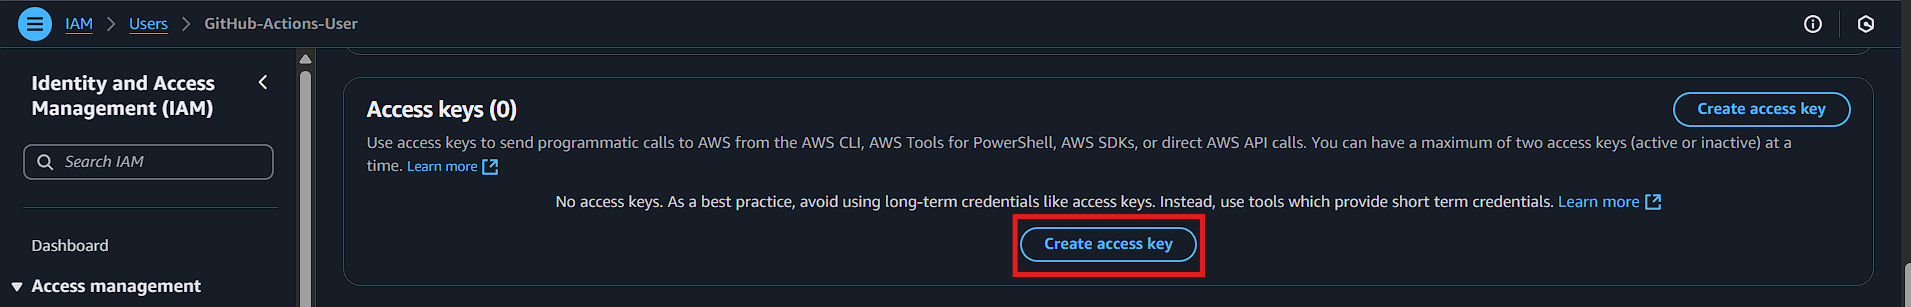 IAM > Users > GitHub-Actions-User
Identity and Access
Management (IAM)
Search IAM
Dashboard
Access management
Access keys (0)
Create access key
Use access keys to send programmatic calls to AWS from the AWS CLI, AWS Tools for PowerShell, AWS SDKs, or direct AWS API calls. You can have a maximum of two access keys (active or inactive) at a
time. Learn more
No access keys. As a best practice, avoid using long-term credentials like access keys. Instead, use tools which provide short term credentials. Learn more
Create access key